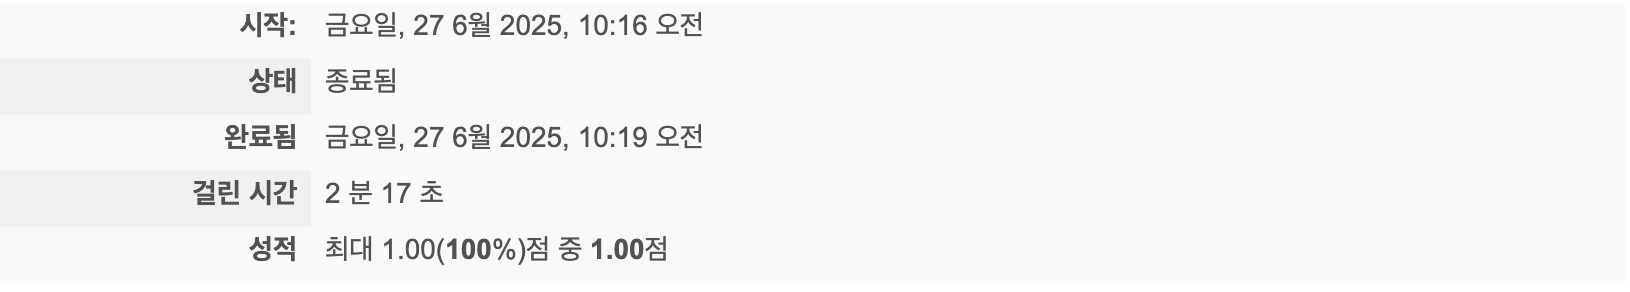 시작: 금요일, 27 6월 2025, 10:16 오전
상태 종료됨
완료됨 금요일, 27 6월 2025, 10:19 오전
걸린 시간 2 분 17 초
성적 최대 1.00(100%)점 중 1.00점